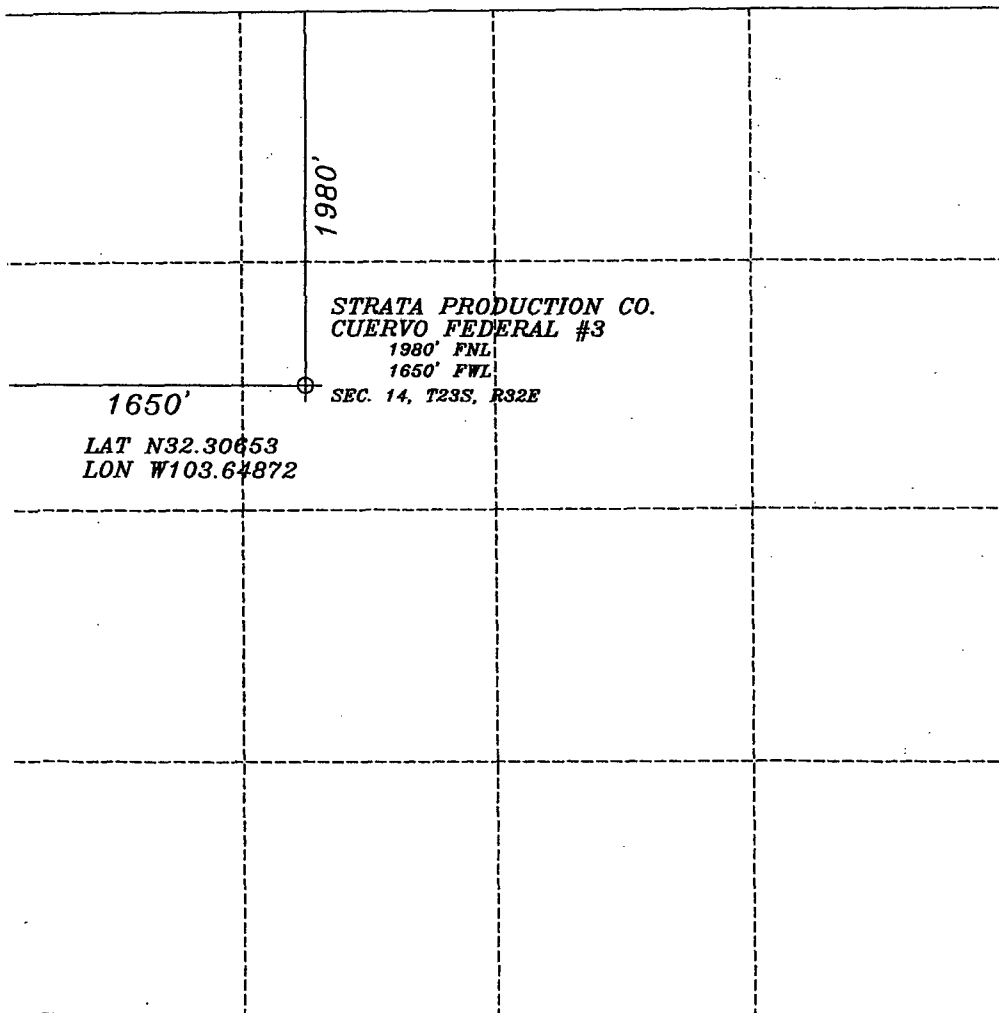 1980'
STRATA PRODUCTION CO.
CUERVO FEDERAL #3
1980' FNL
1650' FWL
SEC. 14, T23S, R32E
1650'
LAT N32.30653
LON W103.64872